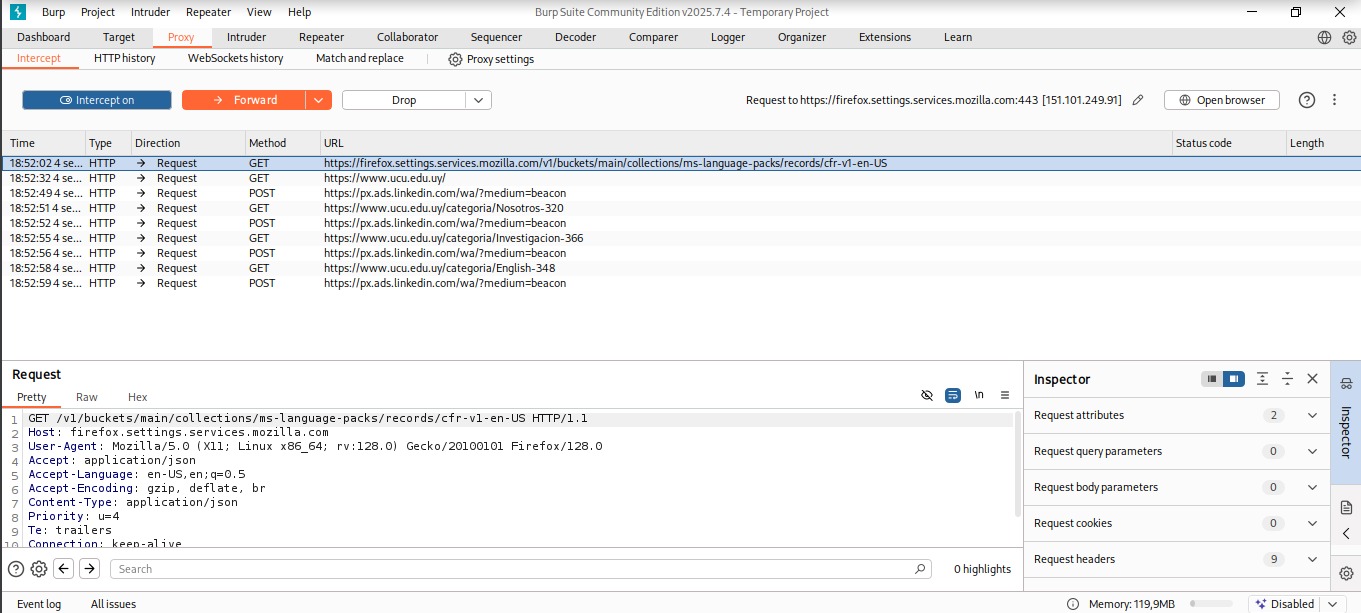 Burp Project Intruder Repeater View Help Burp Suite Community Edition v2025.7.4 - Temporary Project
Dashboard Target Proxy Intruder Repeater Collaborator Sequencer Decoder Comparer Logger Organizer Extensions Learn
Intercept HTTP history WebSockets history Match and replace Proxy settings
Intercept on Forward Drop Request to https://firefox.settings.services.mozilla.com:443 [151.101.249.91] Open browser
Time Type Direction Method URL Status code Length
18:52:02 4 se... HTTP → Request GET https://firefox.settings.services.mozilla.com/v1/buckets/main/collections/ms-language-packs/records/cfr-v1-en-US
18:52:32 4 se... HTTP → Request GET https://www.ucu.edu.uy/
18:52:49 4 se... HTTP → Request POST https://px.ads.linkedin.com/wa/?medium=beacon
18:52:51 4 se... HTTP → Request GET https://www.ucu.edu.uy/categoria/Nosotros-320
18:52:52 4 se... HTTP → Request POST https://px.ads.linkedin.com/wa/?medium=beacon
18:52:55 4 se... HTTP → Request GET https://www.ucu.edu.uy/categoria/Investigacion-366
18:52:56 4 se... HTTP → Request POST https://px.ads.linkedin.com/wa/?medium=beacon
18:52:58 4 se... HTTP → Request GET https://www.ucu.edu.uy/categoria/English-348
18:52:59 4 se... HTTP → Request POST https://px.ads.linkedin.com/wa/?medium=beacon
Request
Pretty Raw Hex \n
1 GET /v1/buckets/main/collections/ms-language-packs/records/cfr-v1-en-US HTTP/1.1
2 Host: firefox.settings.services.mozilla.com
3 User-Agent: Mozilla/5.0 (X11; Linux x86_64; rv:128.0) Gecko/20100101 Firefox/128.0
4 Accept: application/json
5 Accept-Language: en-US,en;q=0.5
6 Accept-Encoding: gzip, deflate, br
7 Content-Type: application/json
8 Priority: u=4
9 Te: trailers
10 Connection: keep-alive
Search 0 highlights
Inspector
Request attributes 2
Request query parameters 0
Request body parameters 0
Request cookies 0
Request headers 9
Inspector
Event log All issues Memory: 119,9MB Disabled